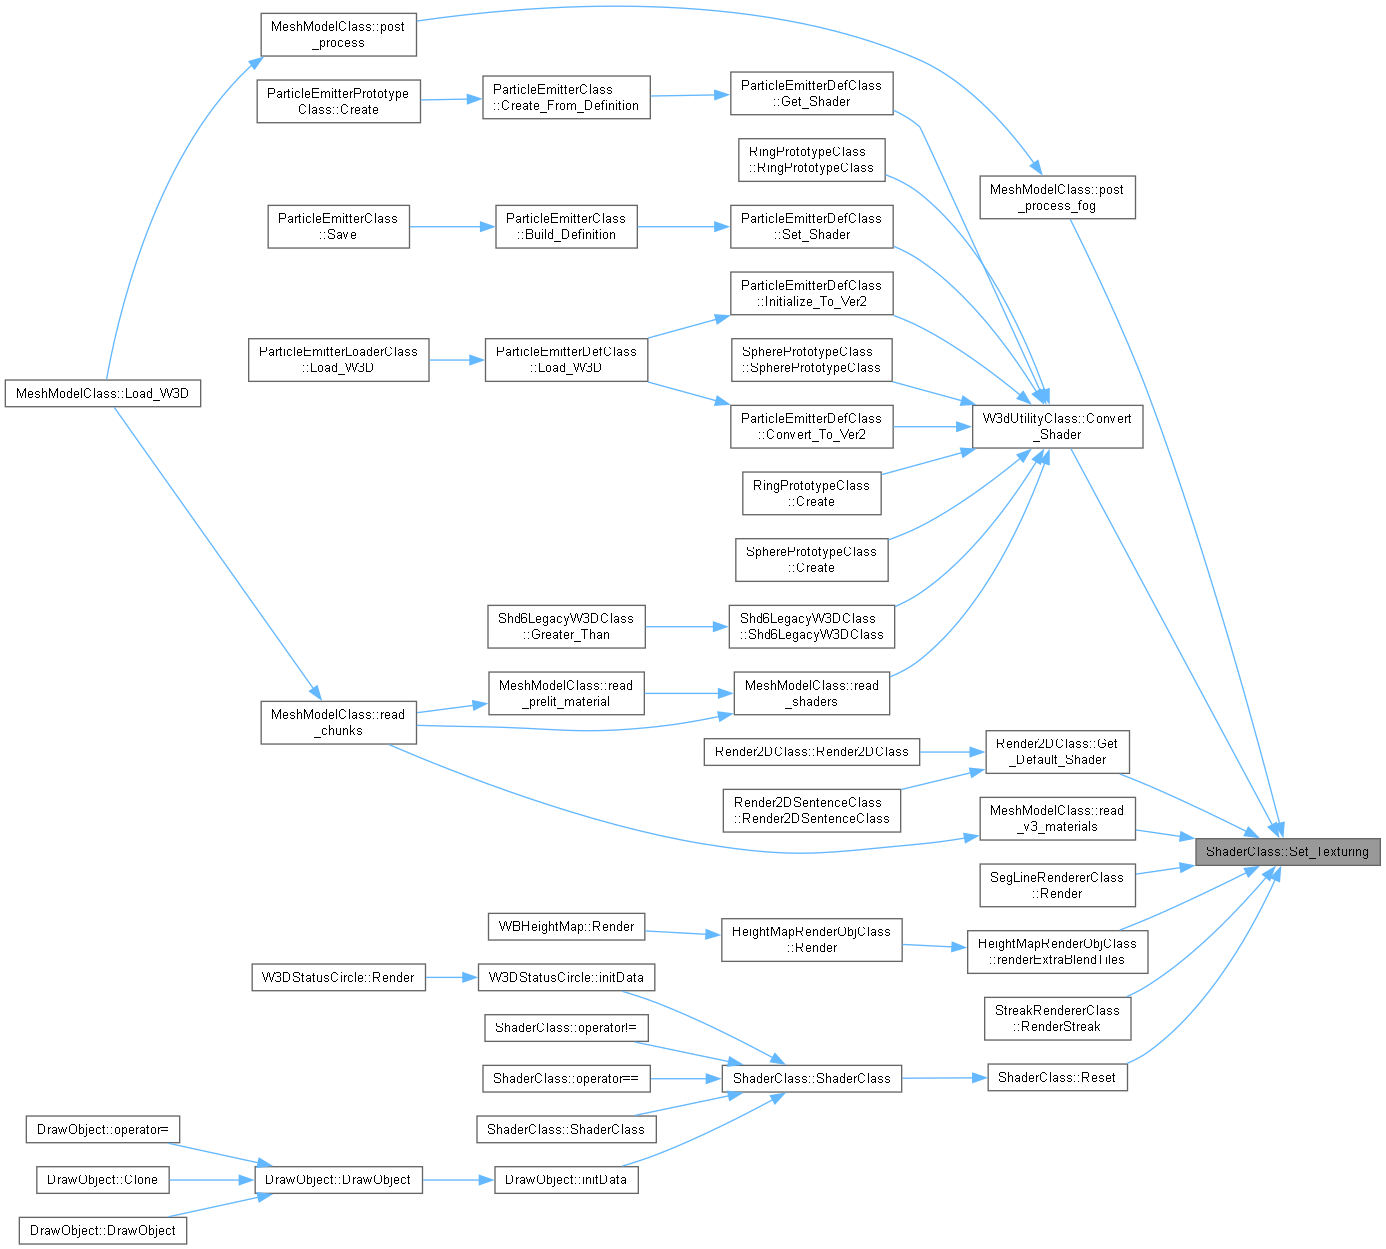 MeshModelClass::post
_process
ParticleEmitterPrototype
Class::Create
ParticleEmitterClass
::Create_From_Definition
ParticleEmitterDefClass
::Get_Shader
RingPrototypeClass
::RingPrototypeClass
MeshModelClass::post
_process_fog
ParticleEmitterClass
::Save
ParticleEmitterClass
::Build_Definition
ParticleEmitterDefClass
::Set_Shader
ParticleEmitterDefClass
::Initialize_To_Ver2
ParticleEmitterLoaderClass
::Load_W3D
ParticleEmitterDefClass
::Load_W3D
SpherePrototypeClass
::SpherePrototypeClass
MeshModelClass::Load_W3D
ParticleEmitterDefClass
::Convert_To_Ver2
W3dUtilityClass::Convert
_Shader
RingPrototypeClass
::Create
SpherePrototypeClass
::Create
Shd6LegacyW3DClass
::Greater_Than
Shd6LegacyW3DClass
::Shd6LegacyW3DClass
MeshModelClass::read
_prelit_material
MeshModelClass::read
_shaders
MeshModelClass::read
_chunks
Render2DClass::Render2DClass
Render2DClass::Get
_Default_Shader
Render2DSentenceClass
::Render2DSentenceClass
MeshModelClass::read
_v3_materials
ShaderClass::Set_Texturing
SegLineRendererClass
::Render
WBHeightMap::Render
HeightMapRenderObjClass
::Render
HeightMapRenderObjClass
::renderExtraBlendTiles
W3DStatusCircle::Render
W3DStatusCircle::initData
StreakRendererClass
::RenderStreak
ShaderClass::operator!=
ShaderClass::operator==
ShaderClass::ShaderClass
ShaderClass::Reset
ShaderClass::ShaderClass
DrawObject::operator=
DrawObject::Clone
DrawObject::DrawObject
DrawObject::initData
DrawObject::DrawObject